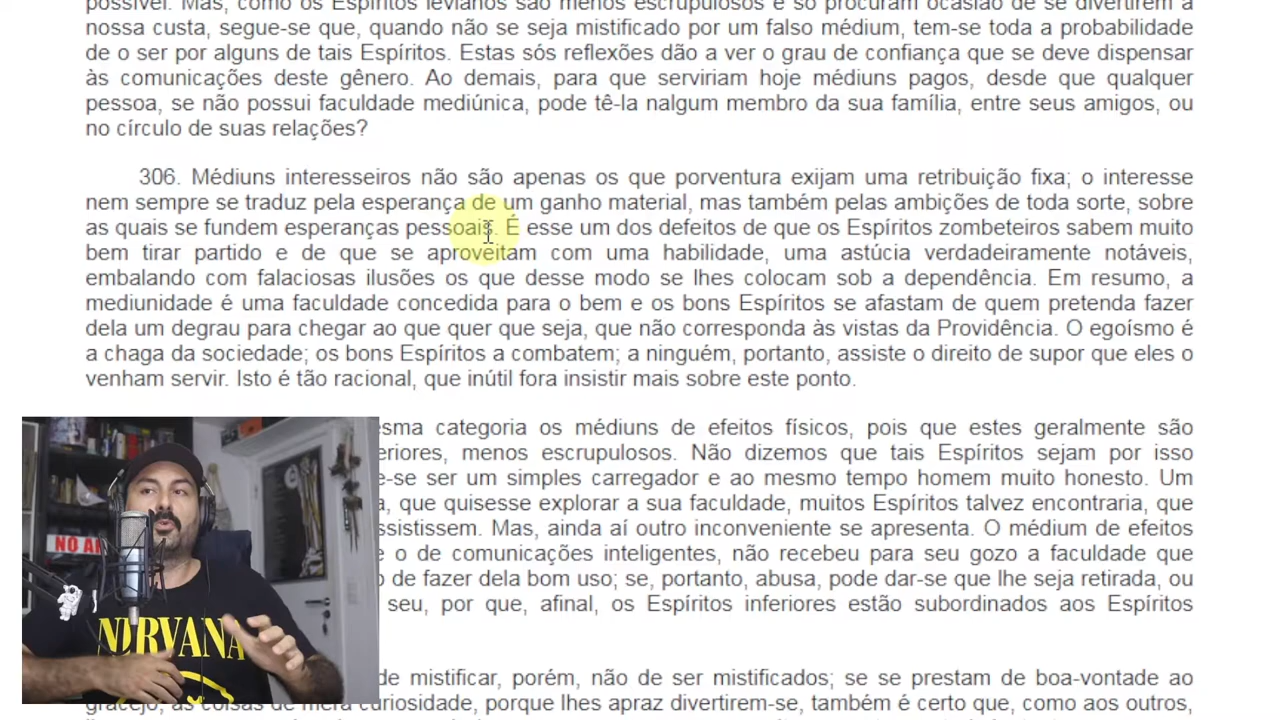 possível. Mas, como os Espíritos levianos são menos escrupulosos e só procuram ocasião de se divertirem à
nossa custa, segue-se que, quando não se seja mistificado por um falso médium, tem-se toda a probabilidade
de o ser por alguns de tais Espíritos. Estas sós reflexões dão a ver o grau de confiança que se deve dispensar
às comunicações deste gênero. Ao demais, para que serviriam hoje médiuns pagos, desde que qualquer
pessoa, se não possui faculdade mediúnica, pode tê-la nalgum membro da sua família, entre seus amigos, ou
no círculo de suas relações?
306. Médiuns interesseiros não são apenas os que porventura exijam uma retribuição fixa; o interesse
nem sempre se traduz pela esperança de um ganho material, mas também pelas ambições de toda sorte, sobre
as quais se fundem esperanças pessoais. É esse um dos defeitos de que os Espíritos zombeteiros sabem muito
bem tirar partido e de que se aproveitam com uma habilidade, uma astúcia verdadeiramente notáveis,
embalando com falaciosas ilusões os que desse modo se lhes colocam sob a dependência. Em resumo, a
mediunidade é uma faculdade concedida para o bem e os bons Espíritos se afastam de quem pretenda fazer
dela um degrau para chegar ao que quer que seja, que não corresponda às vistas da Providência. O egoísmo é
a chaga da sociedade; os bons Espíritos a combatem; a ninguém, portanto, assiste o direito de supor que eles o
venham servir. Isto é tão racional, que inútil fora insistir mais sobre este ponto.
esma categoria os médiuns de efeitos físicos, pois que estes geralmente são
eriores, menos escrupulosos. Não dizemos que tais Espíritos sejam por isso
e-se ser um simples carregador e ao mesmo tempo homem muito honesto. Um
a, que quisesse explorar a sua faculdade, muitos Espíritos talvez encontraria, que
ssistissem. Mas, ainda aí outro inconveniente se apresenta. O médium de efeitos
e o de comunicações inteligentes, não recebeu para seu gozo a faculdade que
o de fazer dela bom uso; se, portanto, abusa, pode dar-se que lhe seja retirada, ou
seu, por que, afinal, os Espíritos inferiores estão subordinados aos Espíritos
de mistificar, porém, não de ser mistificados; se se prestam de boa-vontade ao
gracejo, às coisas de mera curiosidade, porque lhes apraz divertirem-se, também é certo que, como aos outros,
NO
NIRVANA